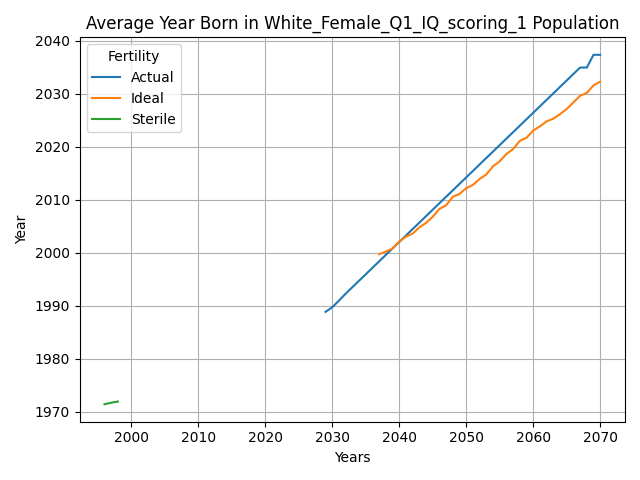 Average Year Born in White_Female_Q1_IQ_scoring_1 Population
Fertility
Actual
Ideal
Sterile
2040
2030
2020
2010
2000
1990
1980
1970
Year
2000 2010 2020 2030 2040 2050 2060 2070
Years